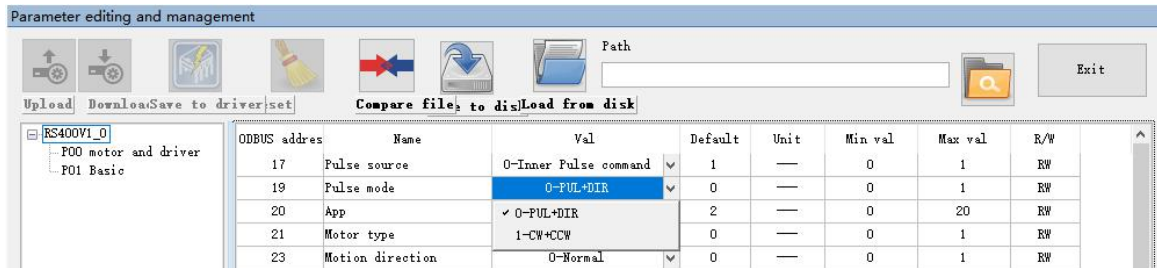 Parameter editing and management
Path
Exit
Upload Downloa Save to driver set Compare file e to dis Load from disk
RS400V1_0
P00 motor and driver
P01 Basic
ODBUS addres Name Val Default Unit Min val Max val R/W
17 Pulse source 0-Inner Pulse command 1 — 0 1 RW
19 Pulse mode 0-PUL+DIR 0 — 0 1 RW
20 App ✓ 0-PUL+DIR 2 — 0 20 RW
21 Motor type 1-CW+CCW 0 — 0 1 RW
23 Motion direction 0-Normal 0 — 0 1 RW